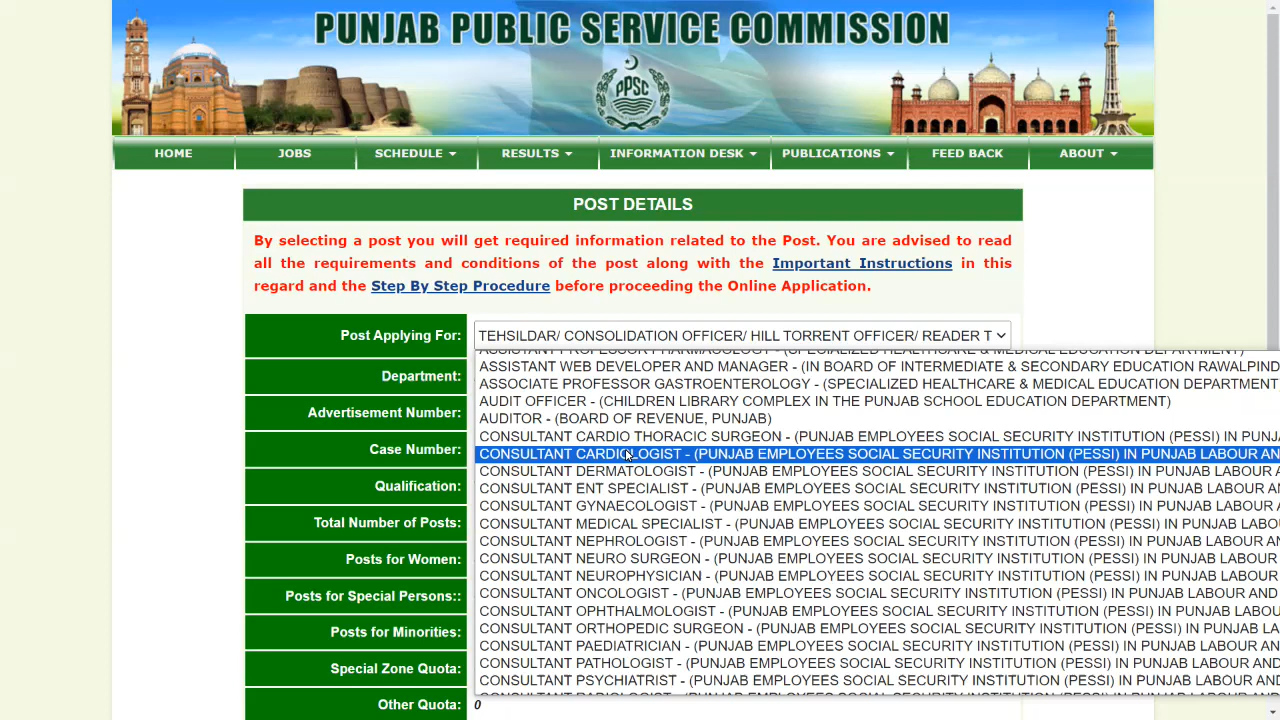 PUNJAB PUBLIC SERVICE COMMISSION
PPSC
HOME JOBS SCHEDULE RESULTS INFORMATION DESK PUBLICATIONS FEED BACK ABOUT
POST DETAILS
By selecting a post you will get required information related to the Post. You are advised to read
all the requirements and conditions of the post along with the Important Instructions in this
regard and the Step By Step Procedure before proceeding the Online Application.
Post Applying For: TEHSILDAR/ CONSOLIDATION OFFICER/ HILL TORRENT OFFICER/ READER T
ASSISTANT PROFESSOR PHARMACOLOGY - (SPECIALIZED HEALTHCARE & MEDICAL EDUCATION DEPARTMENT)
ASSISTANT WEB DEVELOPER AND MANAGER - (IN BOARD OF INTERMEDIATE & SECONDARY EDUCATION RAWALPIND
Department: ASSOCIATE PROFESSOR GASTROENTEROLOGY - (SPECIALIZED HEALTHCARE & MEDICAL EDUCATION DEPARTMENT
AUDIT OFFICER - (CHILDREN LIBRARY COMPLEX IN THE PUNJAB SCHOOL EDUCATION DEPARTMENT)
Advertisement Number: AUDITOR - (BOARD OF REVENUE, PUNJAB)
CONSULTANT CARDIO THORACIC SURGEON - (PUNJAB EMPLOYEES SOCIAL SECURITY INSTITUTION (PESSI) IN PUNJ
Case Number: CONSULTANT CARDIOLOGIST - (PUNJAB EMPLOYEES SOCIAL SECURITY INSTITUTION (PESSI) IN PUNJAB LABOUR AN
CONSULTANT DERMATOLOGIST - (PUNJAB EMPLOYEES SOCIAL SECURITY INSTITUTION (PESSI) IN PUNJAB LABOUR A
Qualification: CONSULTANT ENT SPECIALIST - (PUNJAB EMPLOYEES SOCIAL SECURITY INSTITUTION (PESSI) IN PUNJAB LABOUR AN
CONSULTANT GYNAECOLOGIST - (PUNJAB EMPLOYEES SOCIAL SECURITY INSTITUTION (PESSI) IN PUNJAB LABOUR A
Total Number of Posts: CONSULTANT MEDICAL SPECIALIST - (PUNJAB EMPLOYEES SOCIAL SECURITY INSTITUTION (PESSI) IN PUNJAB LABO
CONSULTANT NEPHROLOGIST - (PUNJAB EMPLOYEES SOCIAL SECURITY INSTITUTION (PESSI) IN PUNJAB LABOUR AN
Posts for Women: CONSULTANT NEURO SURGEON - (PUNJAB EMPLOYEES SOCIAL SECURITY INSTITUTION (PESSI) IN PUNJAB LABOUR
CONSULTANT NEUROPHYSICIAN - (PUNJAB EMPLOYEES SOCIAL SECURITY INSTITUTION (PESSI) IN PUNJAB LABOUR
Posts for Special Persons:: CONSULTANT ONCOLOGIST - (PUNJAB EMPLOYEES SOCIAL SECURITY INSTITUTION (PESSI) IN PUNJAB LABOUR AND
CONSULTANT OPHTHALMOLOGIST - (PUNJAB EMPLOYEES SOCIAL SECURITY INSTITUTION (PESSI) IN PUNJAB LABOU
Posts for Minorities: CONSULTANT ORTHOPEDIC SURGEON - (PUNJAB EMPLOYEES SOCIAL SECURITY INSTITUTION (PESSI) IN PUNJAB LA
CONSULTANT PAEDIATRICIAN - (PUNJAB EMPLOYEES SOCIAL SECURITY INSTITUTION (PESSI) IN PUNJAB LABOUR AN
Special Zone Quota: CONSULTANT PATHOLOGIST - (PUNJAB EMPLOYEES SOCIAL SECURITY INSTITUTION (PESSI) IN PUNJAB LABOUR AND
CONSULTANT PSYCHIATRIST - (PUNJAB EMPLOYEES SOCIAL SECURITY INSTITUTION (PESSI) IN PUNJAB LABOUR AN
Other Quota: 0